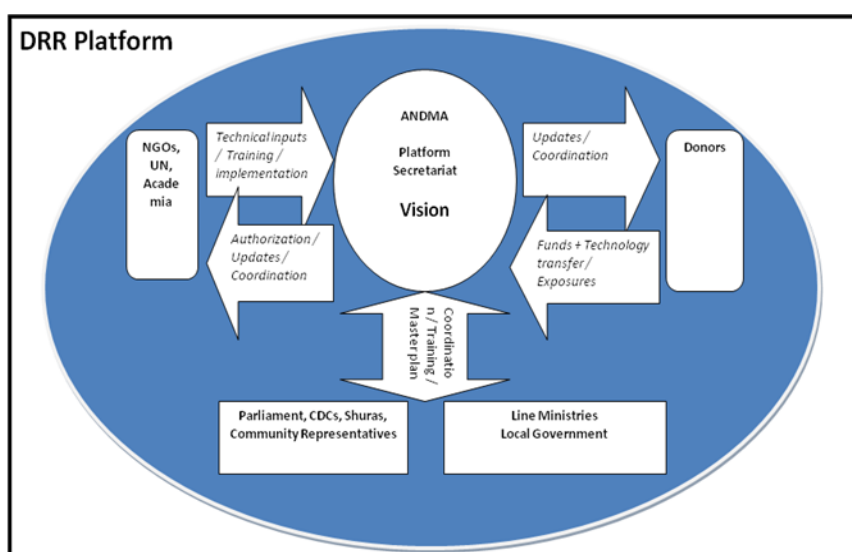 DRR Platform
NGOs,
UN,
Acade
mia
Technical inputs
/ Training /
implementation
Authorization /
Updates /
Coordination
ANDMA
Platform
Secretariat
Vision
Updates /
Coordination
Funds + Technology
transfer /
Exposures
Donors
Coordinatio
n / Training /
Master plan
Parliament, CDCs, Shuras,
Community Representatives
Line Ministries
Local Government